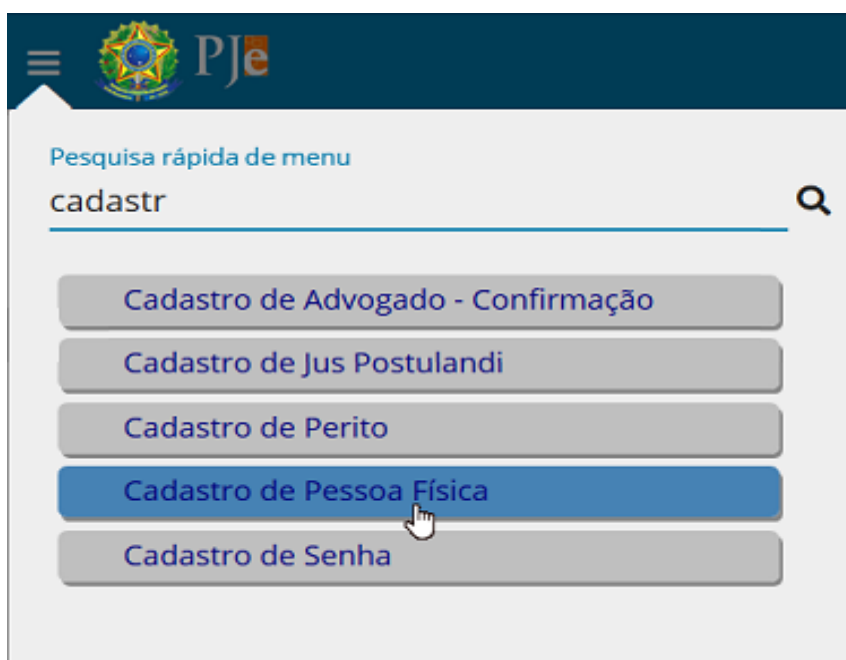 PJe
Pesquisa rápida de menu
cadastr
Cadastro de Advogado - Confirmação
Cadastro de Jus Postulandi
Cadastro de Perito
Cadastro de Pessoa Física
Cadastro de Senha